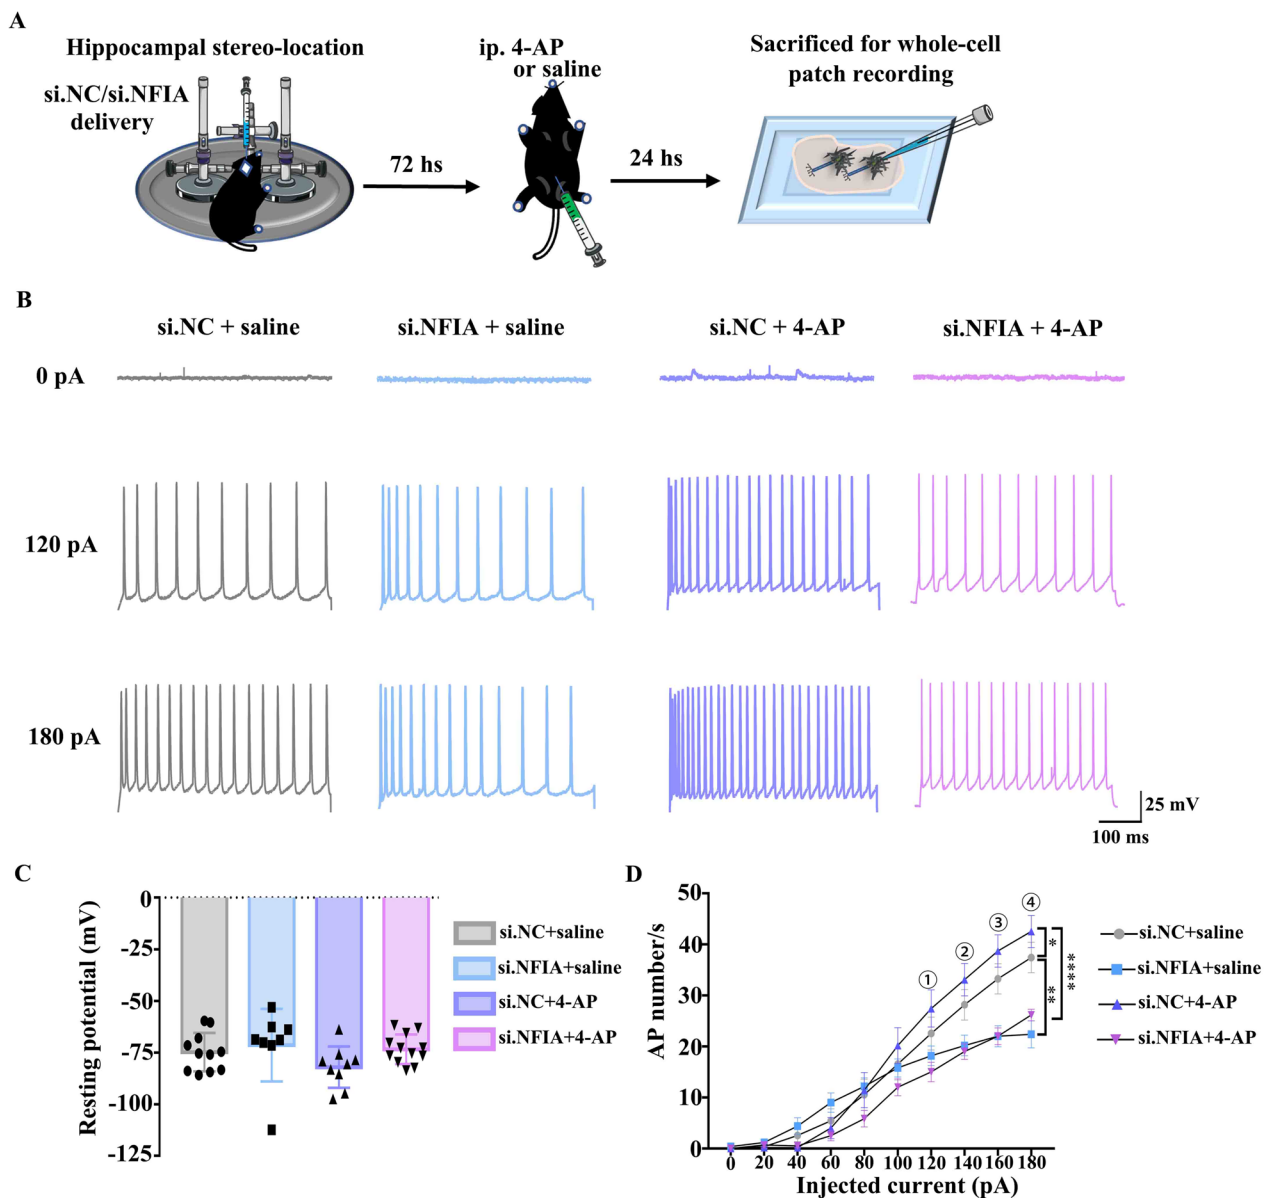 A
Hippocampal stereo-location
si.NC/si.NFIA
delivery
72 hs
ip. 4-AP
or saline
24 hs
Sacrificed for whole-cell
patch recording
B
si.NC + saline
si.NFIA + saline
si.NC + 4-AP
si.NFIA + 4-AP
0 pA
120 pA
180 pA
25 mV
100 ms
C
Resting potential (mV)
0
-25
-50
-75
-100
-125
si.NC+saline
si.NFIA+saline
si.NC+4-AP
si.NFIA+4-AP
D
AP number/s
50
40
30
20
10
0
0 20 40 60 80 100 120 140 160 180
Injected current (pA)
① ② ③ ④
*
**
****
si.NC+saline
si.NFIA+saline
si.NC+4-AP
si.NFIA+4-AP